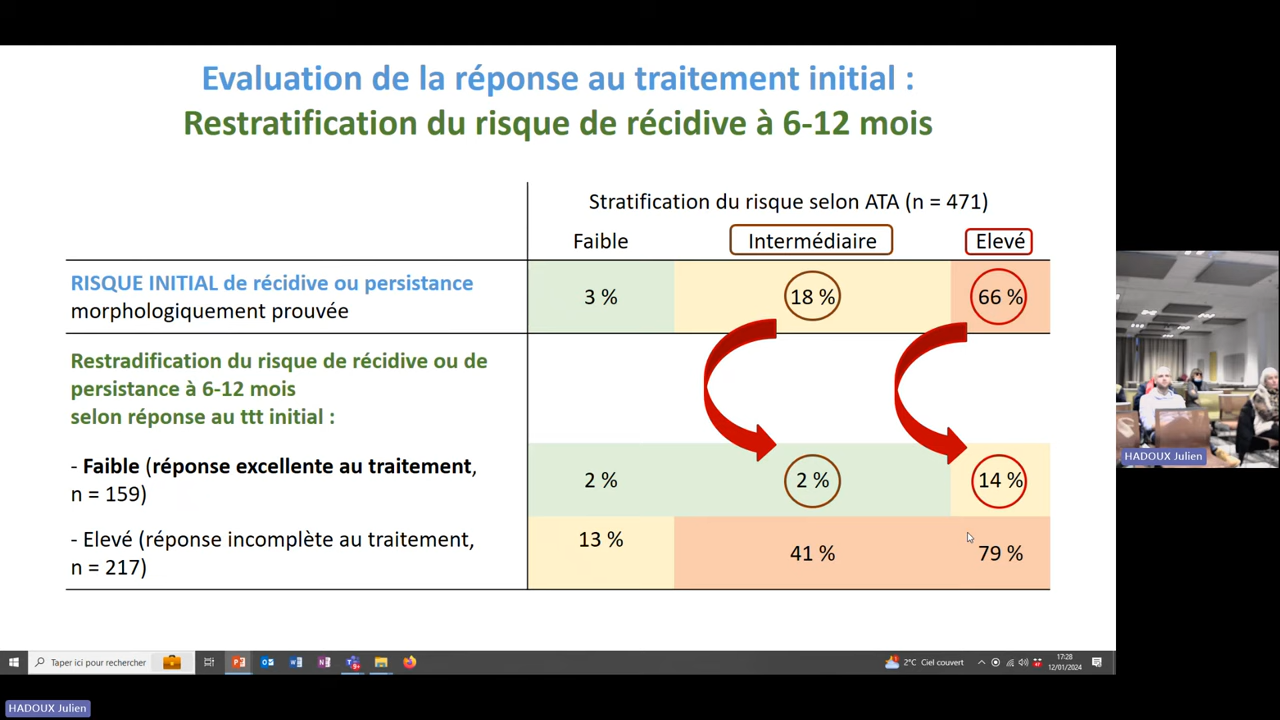 Evaluation de la réponse au traitement initial :
Restratification du risque de récidive à 6-12 mois
Stratification du risque selon ATA (n = 471)
Faible
Intermédiaire
Elevé
RISQUE INITIAL de récidive ou persistance
morphologiquement prouvée
3 %
18 %
66 %
Restradification du risque de récidive ou de
persistance à 6-12 mois
selon réponse au ttt initial :
- Faible (réponse excellente au traitement,
n = 159)
2 %
2 %
14 %
- Elevé (réponse incomplète au traitement,
n = 217)
13 %
41 %
79 %
HADOUX Julien
Taper ici pour rechercher
2°C Ciel couvert
17:28
12/01/2024
HADOUX Julien